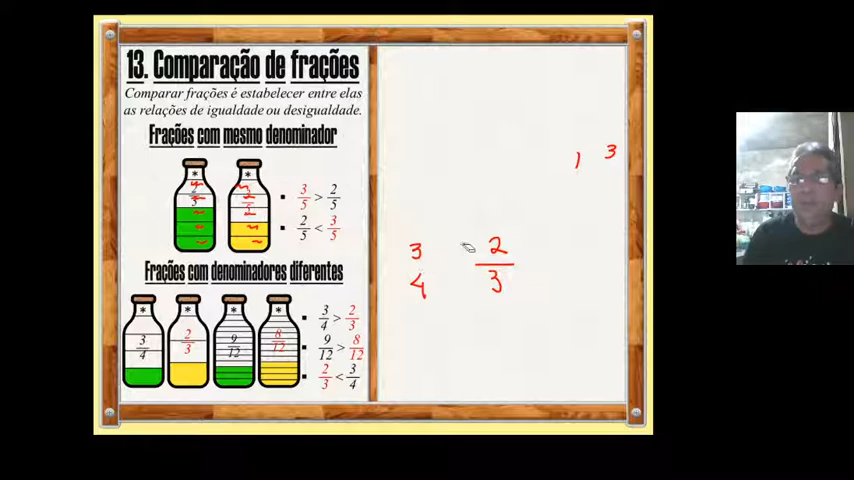 13. Comparação de frações
Comparar frações é estabelecer entre elas
as relações de igualdade ou desigualdade.
Frações com mesmo denominador
* *
3/5 > 2/5
2/5 < 3/5
Frações com denominadores diferentes
* * * *
3/4 2/3 9/12 8/12
3/4 > 2/3
9/12 > 8/12
2/3 < 3/4
1 3
3 2
4 3